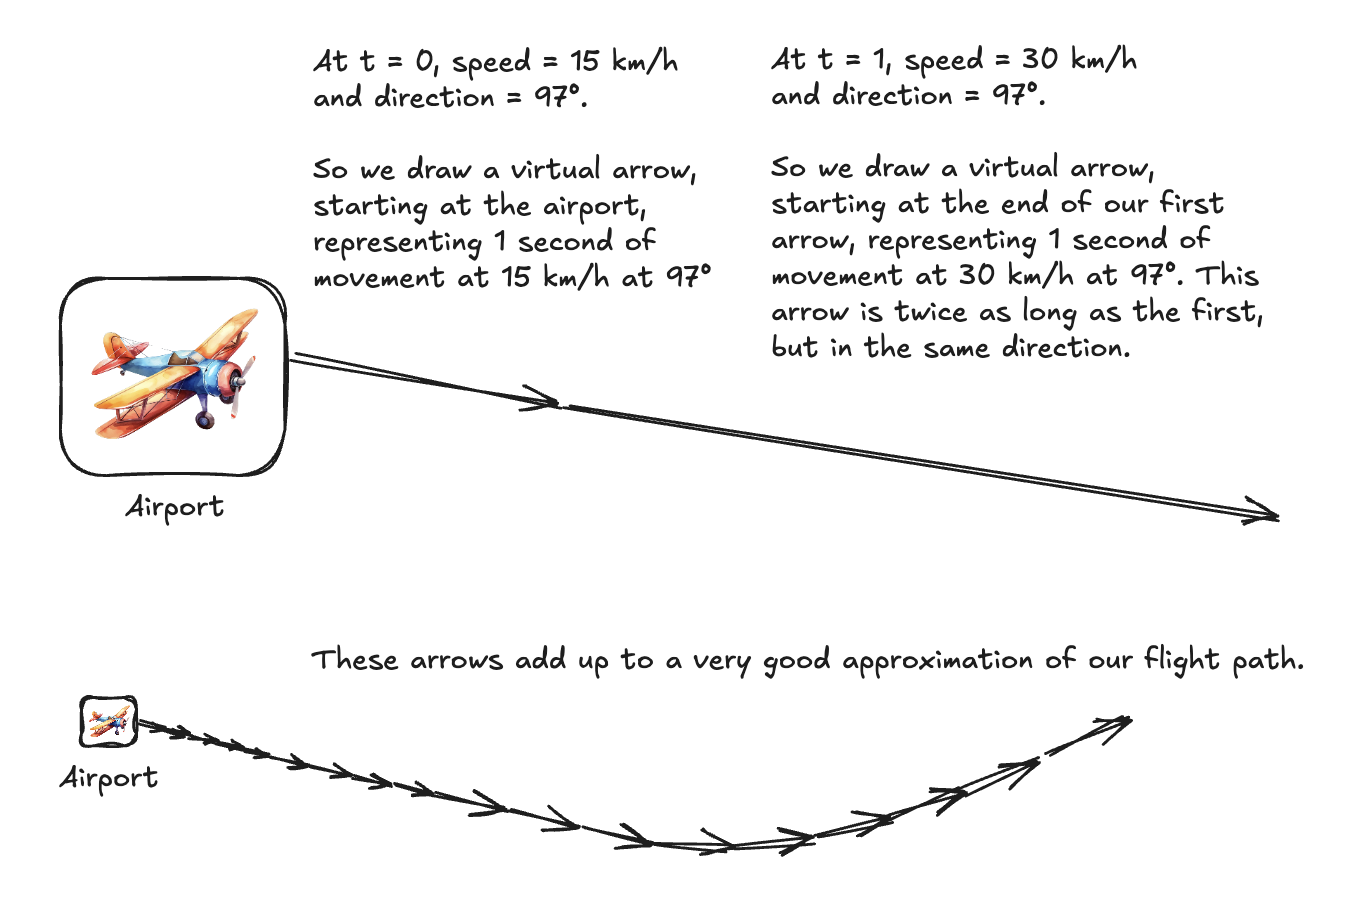 At t = 0, speed = 15 km/h
and direction = 97°.
So we draw a virtual arrow,
starting at the airport,
representing 1 second of
movement at 15 km/h at 97°
At t = 1, speed = 30 km/h
and direction = 97°.
So we draw a virtual arrow,
starting at the end of our first
arrow, representing 1 second of
movement at 30 km/h at 97°. This
arrow is twice as long as the first,
but in the same direction.
Airport
These arrows add up to a very good approximation of our flight path.
Airport